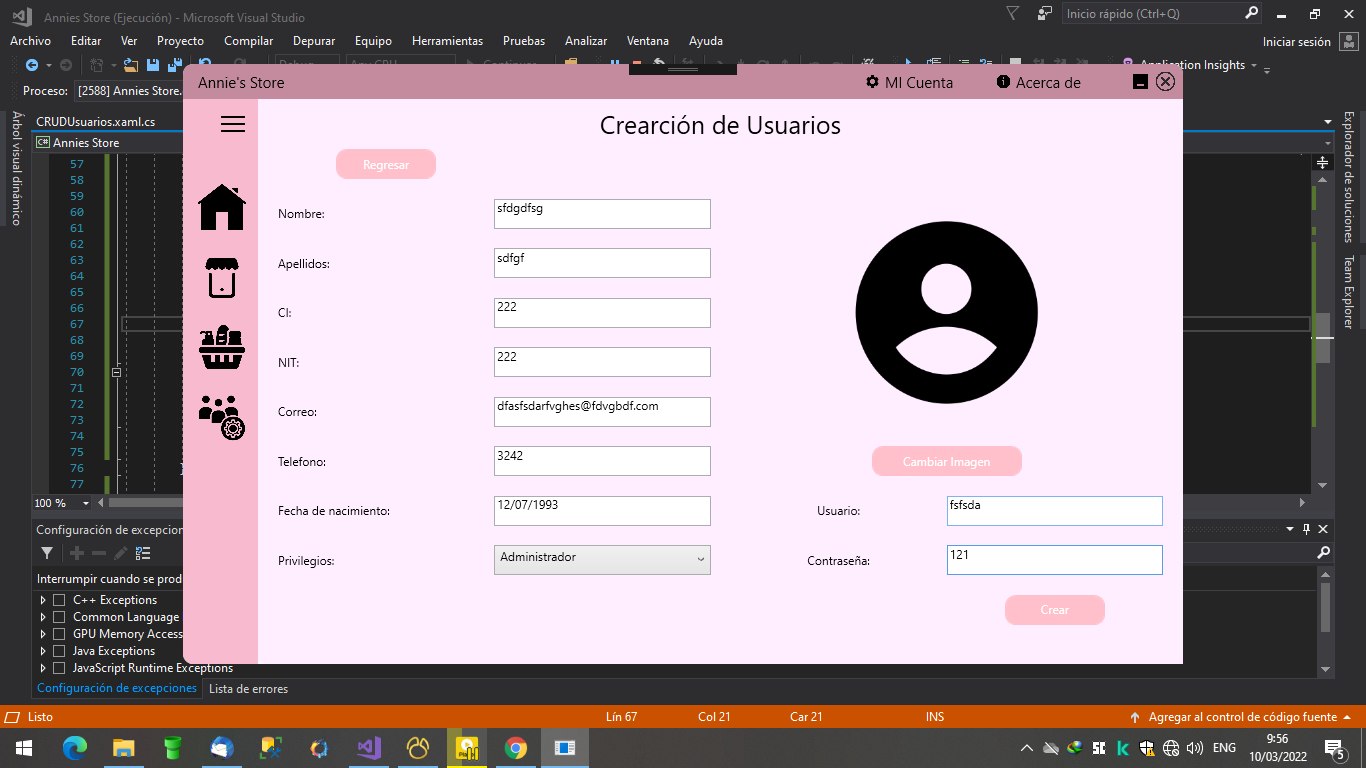 Annies Store (Ejecución) - Microsoft Visual Studio
Inicio rápido (Ctrl+Q)
Archivo Editar Ver Proyecto Compilar Depurar Equipo Herramientas Pruebas Analizar Ventana Ayuda
Iniciar sesión
Application Insights
Proceso: [2588] Annies Store.
Annie's Store
MI Cuenta
Acerca de
CRUDUsuarios.xaml.cs
C# Annies Store
Árbol visual dinámico
Explorador de soluciones
Team Explorer
57
58
59
60
61
62
63
64
65
66
67
68
69
70
71
72
73
74
75
76
77
Crearción de Usuarios
Regresar
Nombre: sfdgdfsg
Apellidos: sdfgf
CI: 222
NIT: 222
Correo: dfasfsdarfvghes@fdvgbdf.com
Telefono: 3242
Cambiar Imagen
Fecha de nacimiento: 12/07/1993
Usuario: fsfsda
Privilegios: Administrador
Contraseña: 121
Crear
100 %
Configuración de excepcion
Interrumpir cuando se prod
C++ Exceptions
Common Language
GPU Memory Access
Java Exceptions
JavaScript Runtime Exceptions
Configuración de excepciones Lista de errores
Listo Lín 67 Col 21 Car 21 INS Agregar al control de código fuente
ENG
9:56
10/03/2022
5